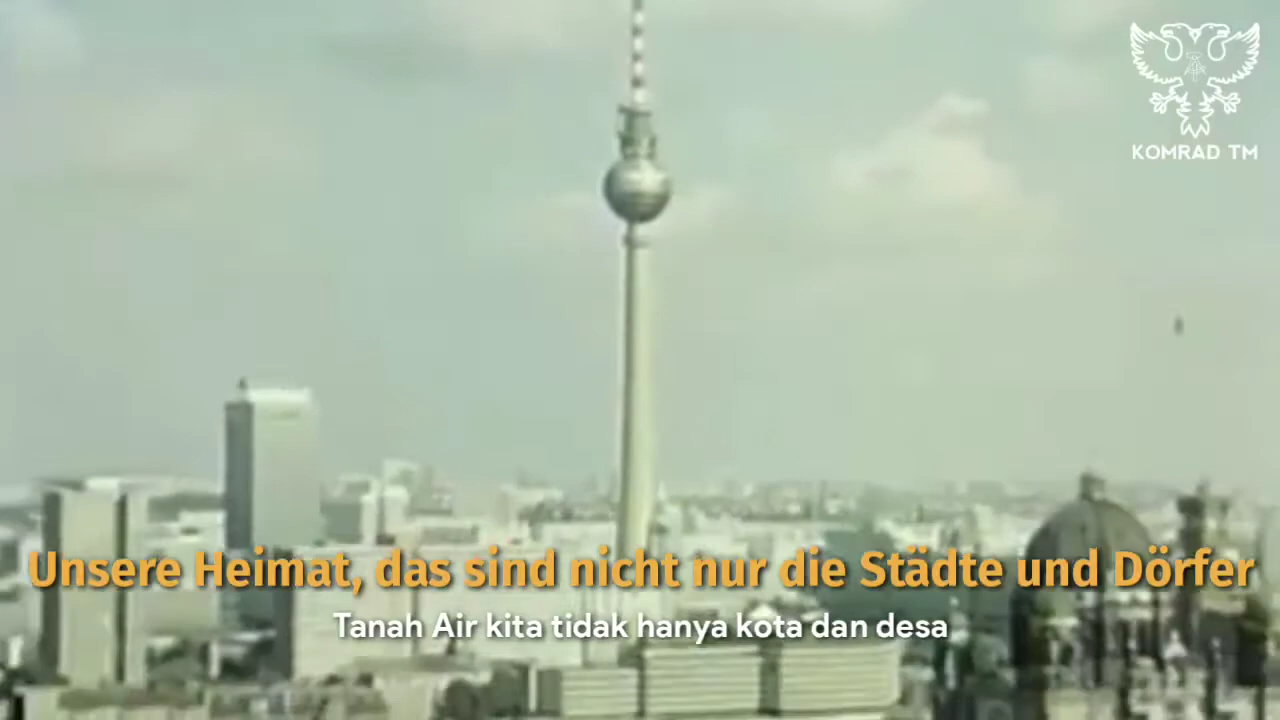 KOMRAD TM
Unsere Heimat, das sind nicht nur die Städte und Dörfer
Tanah Air kita tidak hanya kota dan desa